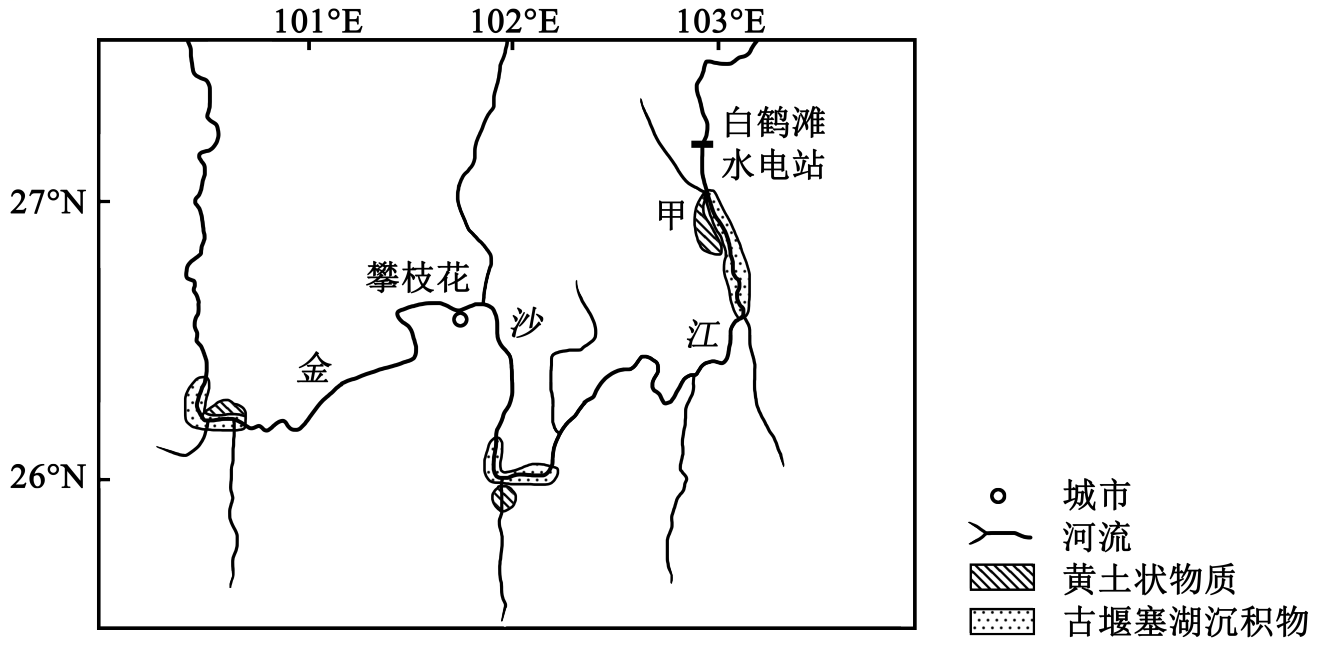 101°E 102°E 103°E
白鹤滩
水电站
27°N
甲
攀枝花
沙
江
金
26°N
城市
河流
黄土状物质
古堰塞湖沉积物